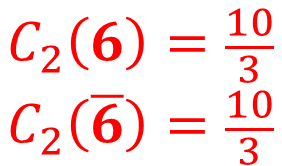 C₂(6) = 10/3
C₂(6̅) = 10/3